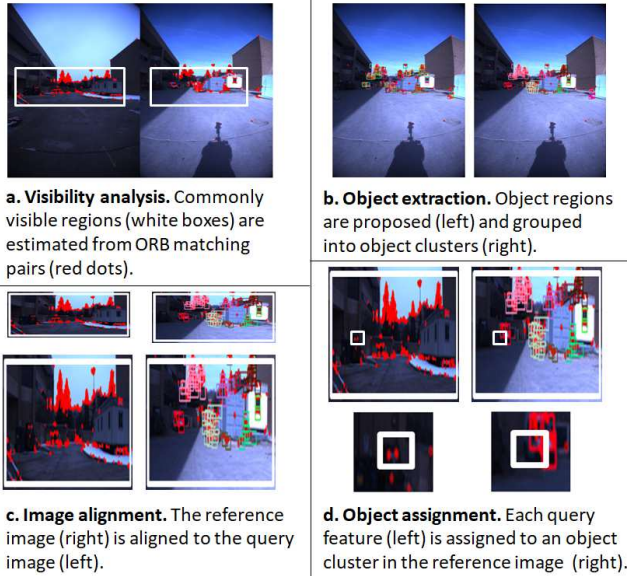 a. Visibility analysis. Commonly
visible regions (white boxes) are
estimated from ORB matching
pairs (red dots).
b. Object extraction. Object regions
are proposed (left) and grouped
into object clusters (right).
c. Image alignment. The reference
image (right) is aligned to the query
image (left).
d. Object assignment. Each query
feature (left) is assigned to an object
cluster in the reference image (right).